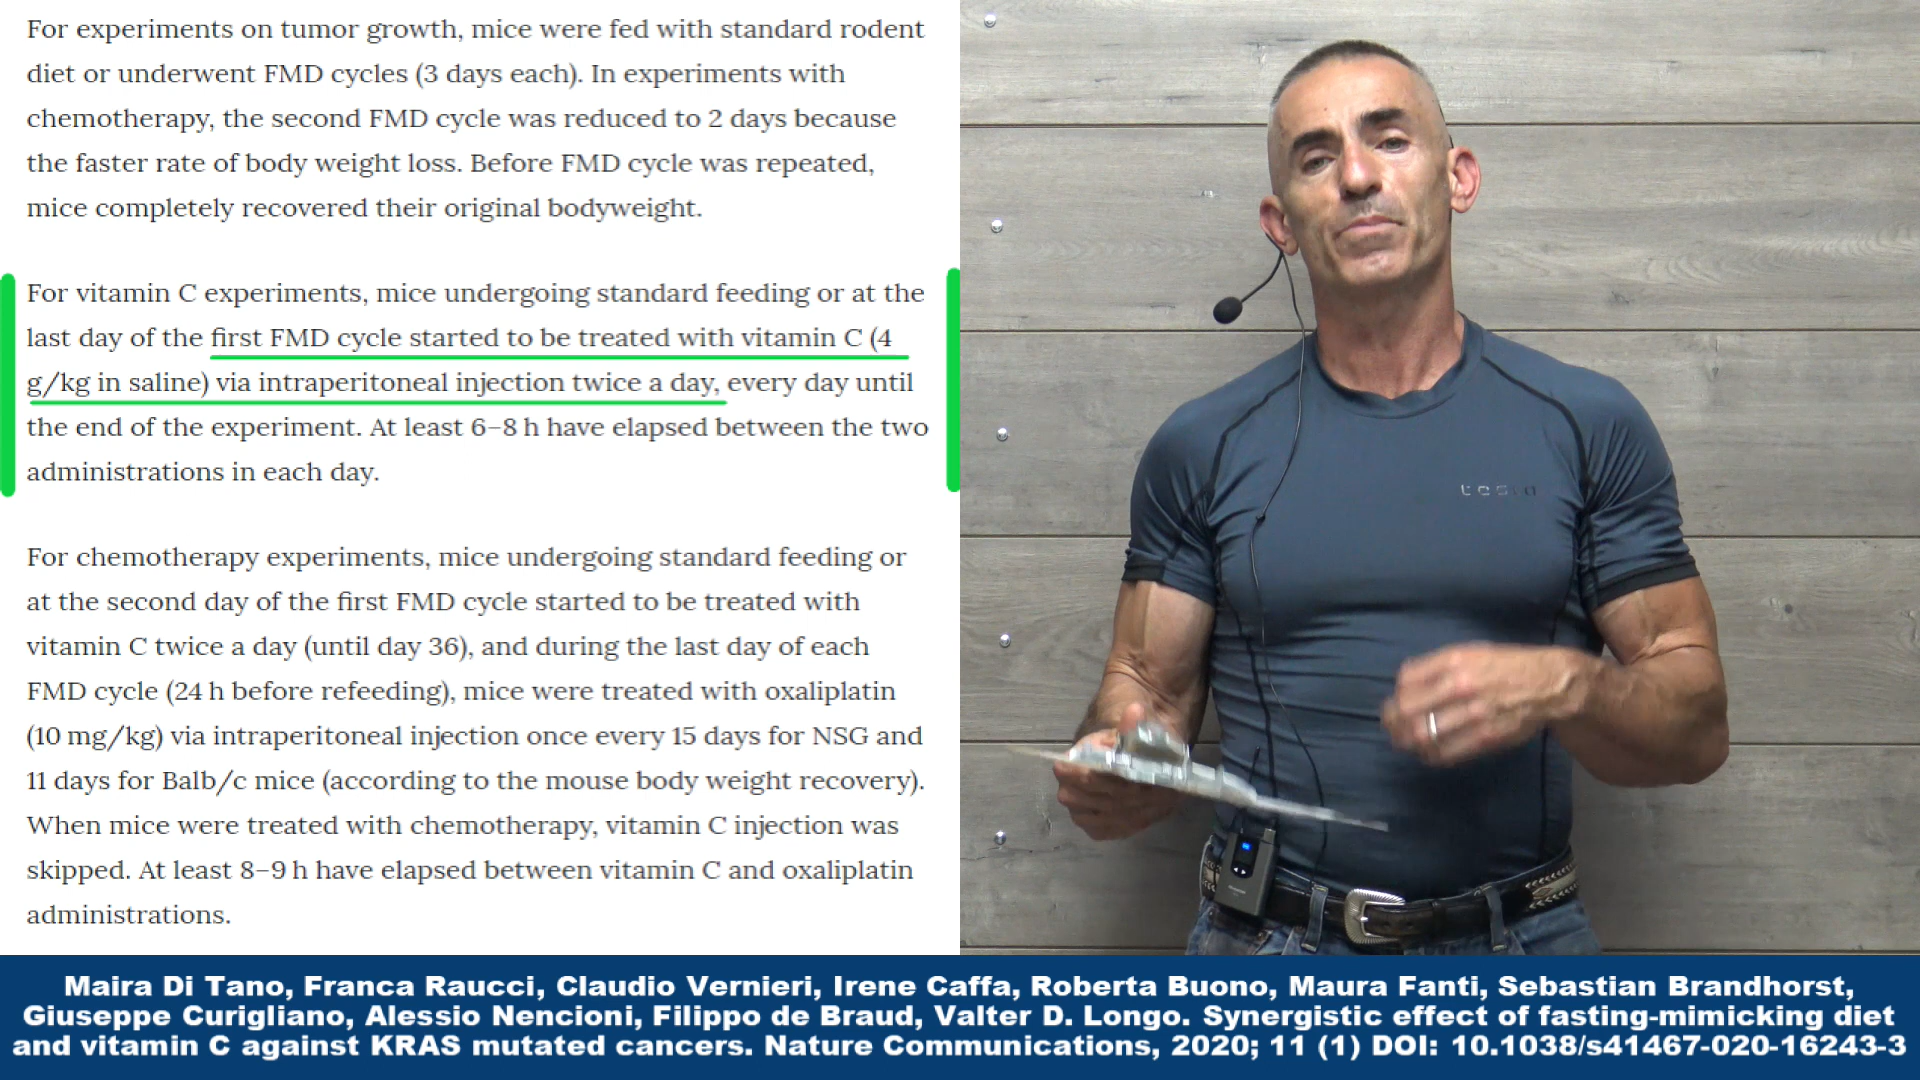 For experiments on tumor growth, mice were fed with standard rodent
diet or underwent FMD cycles (3 days each). In experiments with
chemotherapy, the second FMD cycle was reduced to 2 days because
the faster rate of body weight loss. Before FMD cycle was repeated,
mice completely recovered their original bodyweight.
For vitamin C experiments, mice undergoing standard feeding or at the
last day of the first FMD cycle started to be treated with vitamin C (4
g/kg in saline) via intraperitoneal injection twice a day, every day until
the end of the experiment. At least 6–8 h have elapsed between the two
administrations in each day.
For chemotherapy experiments, mice undergoing standard feeding or
at the second day of the first FMD cycle started to be treated with
vitamin C twice a day (until day 36), and during the last day of each
FMD cycle (24 h before refeeding), mice were treated with oxaliplatin
(10 mg/kg) via intraperitoneal injection once every 15 days for NSG and
11 days for Balb/c mice (according to the mouse body weight recovery).
When mice were treated with chemotherapy, vitamin C injection was
skipped. At least 8–9 h have elapsed between vitamin C and oxaliplatin
administrations.
Maira Di Tano, Franca Raucci, Claudio Vernieri, Irene Caffa, Roberta Buono, Maura Fanti, Sebastian Brandhorst,
Giuseppe Curigliano, Alessio Nencioni, Filippo de Braud, Valter D. Longo. Synergistic effect of fasting-mimicking diet
and vitamin C against KRAS mutated cancers. Nature Communications, 2020; 11 (1) DOI: 10.1038/s41467-020-16243-3